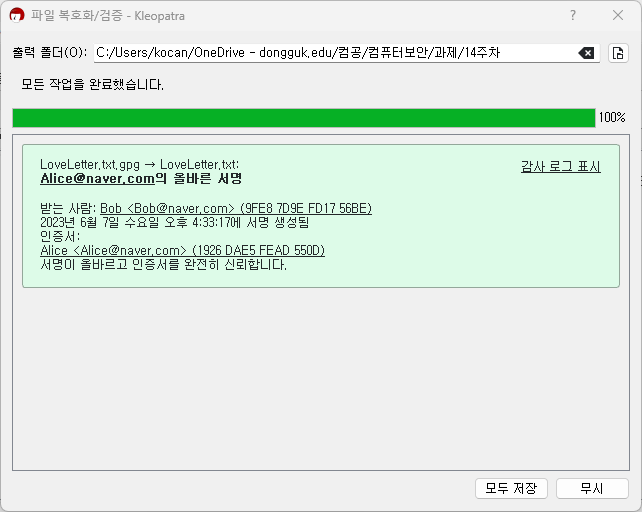 파일 복호화/검증 - Kleopatra
출력 폴더(O): C:/Users/kocan/OneDrive - dongguk.edu/컴공/컴퓨터보안/과제/14주차
모든 작업을 완료했습니다.
100%
LoveLetter.txt.gpg → LoveLetter.txt:
감사 로그 표시
Alice@naver.com의 올바른 서명
받는 사람: Bob <Bob@naver.com> (9FE8 7D9E FD17 56BE)
2023년 6월 7일 수요일 오후 4:33:17에 서명 생성됨
인증서:
Alice <Alice@naver.com> (1926 DAE5 FEAD 550D)
서명이 올바르고 인증서를 완전히 신뢰합니다.
모두 저장
무시